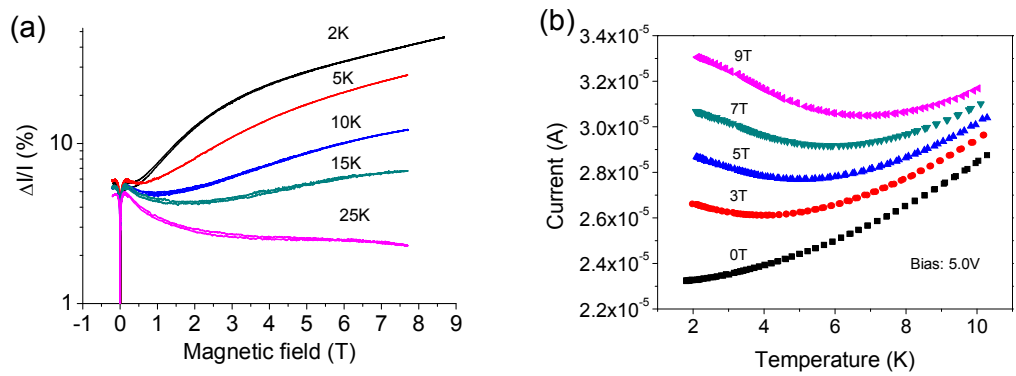 (a)
ΔI/I (%)
10
1
2K
5K
10K
15K
25K
-1 0 1 2 3 4 5 6 7 8 9
Magnetic field (T)
(b)
Current (A)
3.4x10⁻⁵
3.2x10⁻⁵
3.0x10⁻⁵
2.8x10⁻⁵
2.6x10⁻⁵
2.4x10⁻⁵
2.2x10⁻⁵
9T
7T
5T
3T
0T
Bias: 5.0V
2 4 6 8 10
Temperature (K)